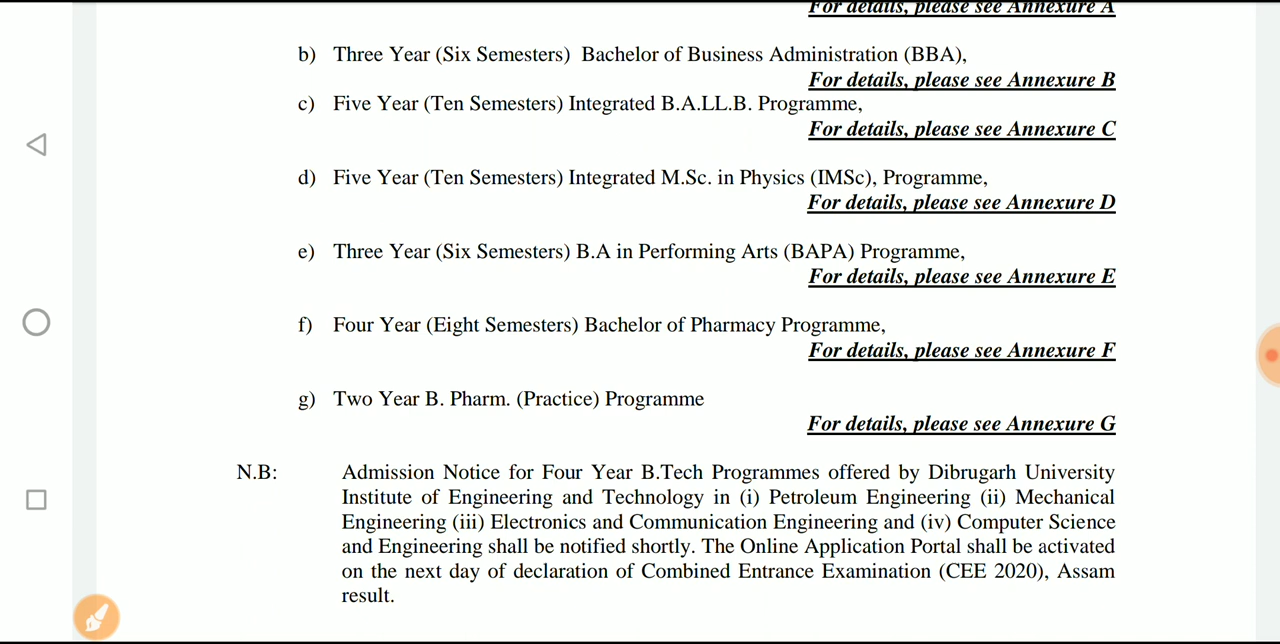 For details, please see Annexure A
b) Three Year (Six Semesters) Bachelor of Business Administration (BBA),
For details, please see Annexure B
c) Five Year (Ten Semesters) Integrated B.A.LL.B. Programme,
For details, please see Annexure C
d) Five Year (Ten Semesters) Integrated M.Sc. in Physics (IMSc), Programme,
For details, please see Annexure D
e) Three Year (Six Semesters) B.A in Performing Arts (BAPA) Programme,
For details, please see Annexure E
f) Four Year (Eight Semesters) Bachelor of Pharmacy Programme,
For details, please see Annexure F
g) Two Year B. Pharm. (Practice) Programme
For details, please see Annexure G
N.B: Admission Notice for Four Year B.Tech Programmes offered by Dibrugarh University
Institute of Engineering and Technology in (i) Petroleum Engineering (ii) Mechanical
Engineering (iii) Electronics and Communication Engineering and (iv) Computer Science
and Engineering shall be notified shortly. The Online Application Portal shall be activated
on the next day of declaration of Combined Entrance Examination (CEE 2020), Assam
result.